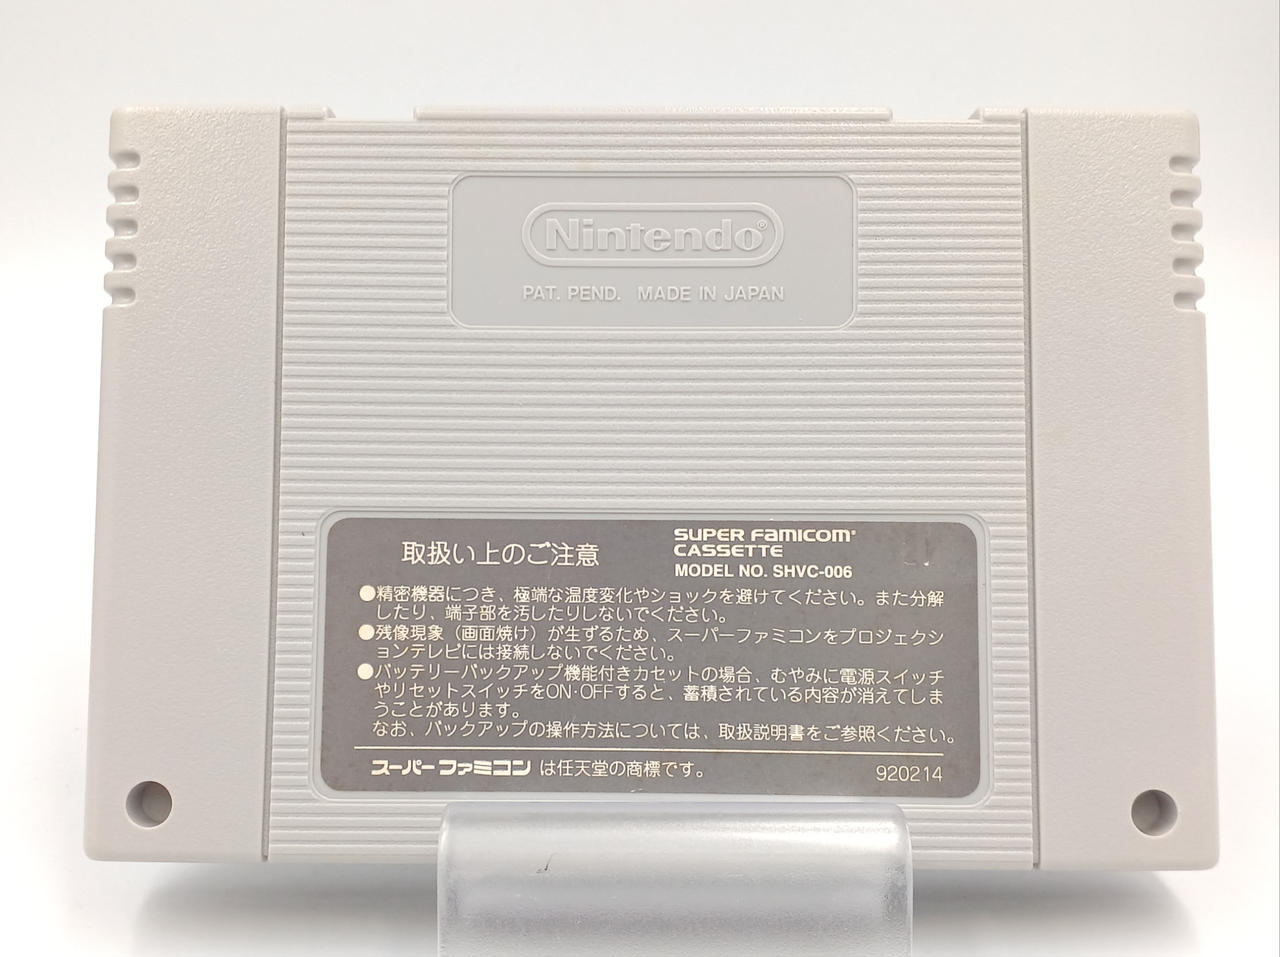 Nintendo®
PAT. PEND. MADE IN JAPAN
取扱い上のご注意
SUPER FAMICOM®
CASSETTE
MODEL NO. SHVC-006
●精密機器につき、極端な温度変化やショックを避けてください。また分解
したり、端子部を汚したりしないでください。
●残像現象（画面焼け）が生ずるため、スーパーファミコンをプロジェクシ
ョンテレビには接続しないでください。
●バッテリーバックアップ機能付きカセットの場合、むやみに電源スイッチ
やリセットスイッチをON·OFFすると、蓄積されている内容が消えてしま
うことがあります。
なお、バックアップの操作方法については、取扱説明書をご参照ください。
スーパーファミコンは任天堂の商標です。
920214